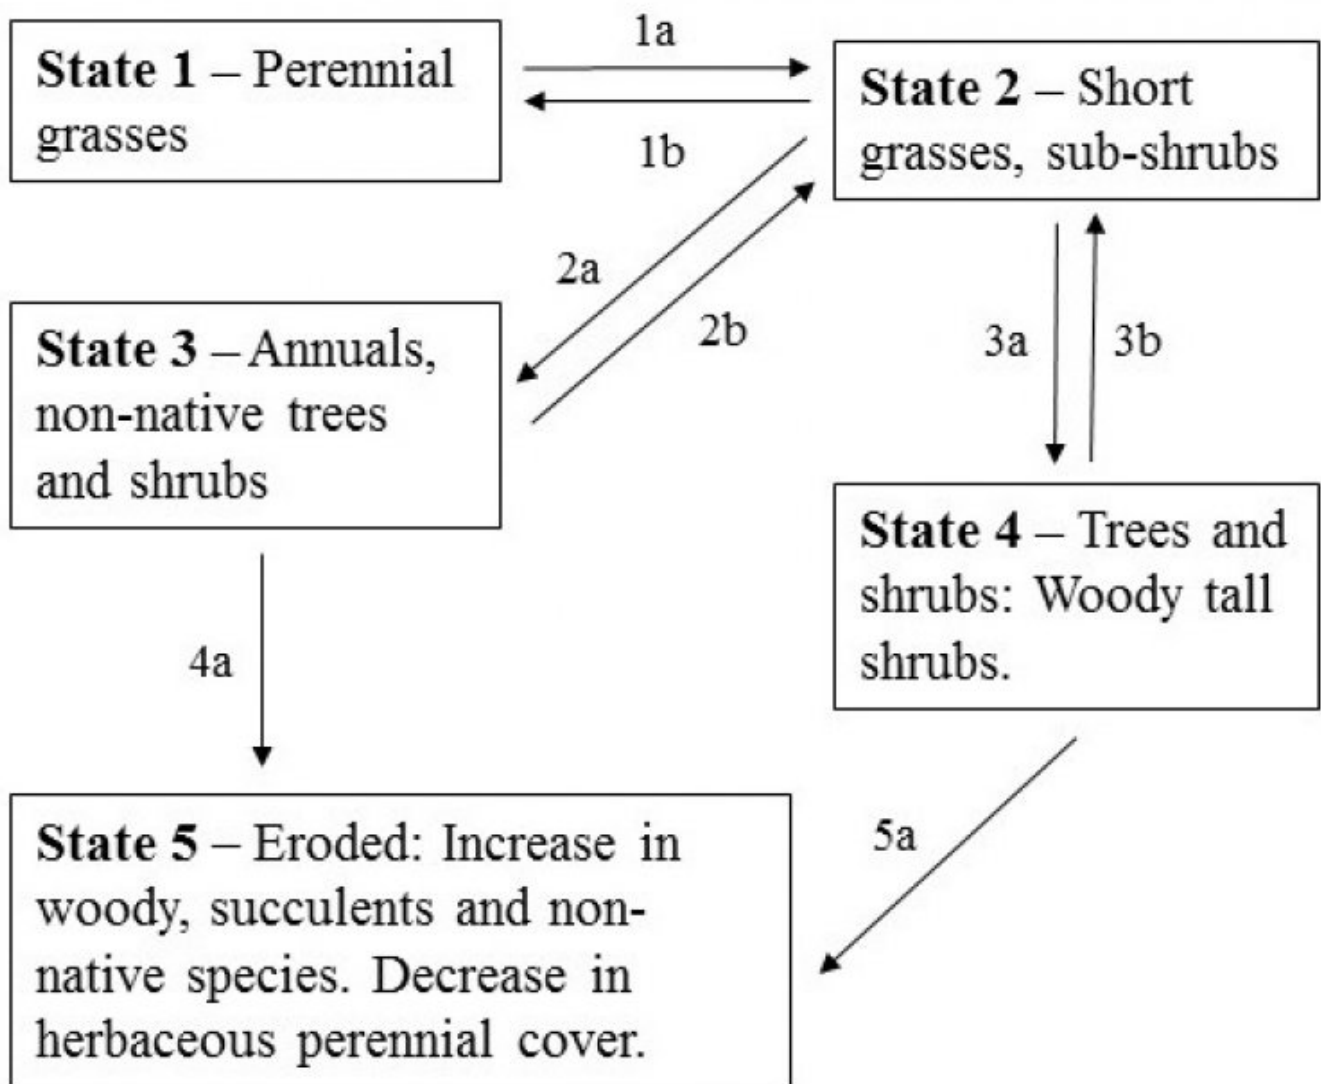 State 1 – Perennial
grasses
1a
1b
State 2 – Short
grasses, sub-shrubs
2a
2b
3a
3b
State 3 – Annuals,
non-native trees
and shrubs
State 4 – Trees and
shrubs: Woody tall
shrubs.
4a
5a
State 5 – Eroded: Increase in
woody, succulents and non-
native species. Decrease in
herbaceous perennial cover.